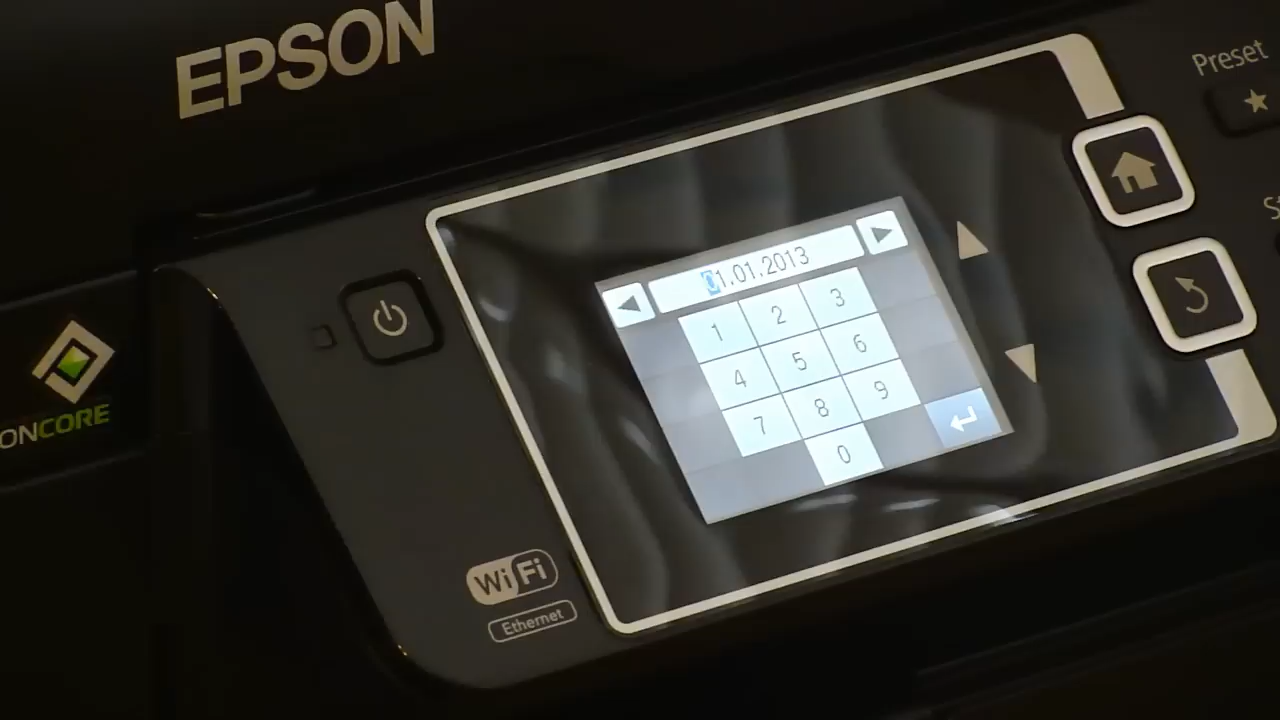 EPSON
Preset
01.01.2013
1 2 3
4 5 6
7 8 9
0
ONCORE
WiFi
Ethernet